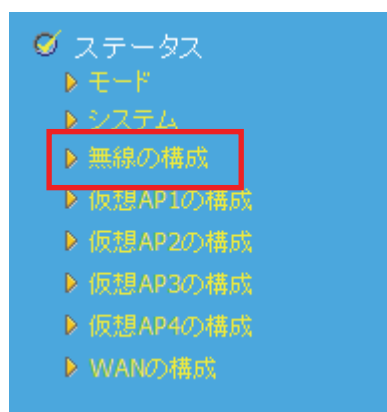 ステータス
モード
システム
無線の構成
仮想AP1の構成
仮想AP2の構成
仮想AP3の構成
仮想AP4の構成
WANの構成